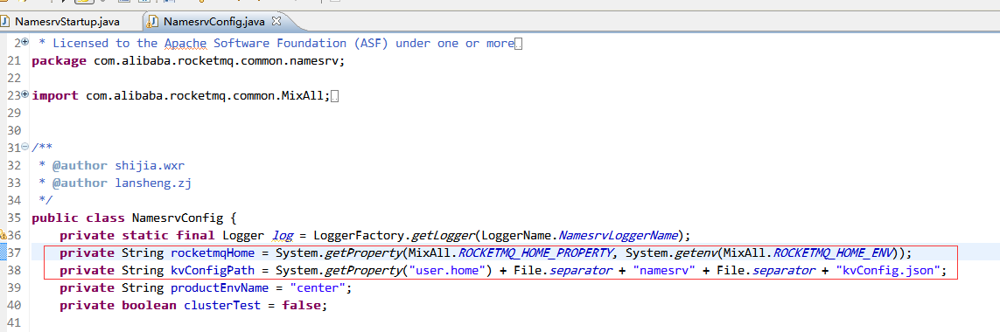 NamesrvStartup.java NamesrvConfig.java
2 * Licensed to the Apache Software Foundation (ASF) under one or more
21 package com.alibaba.rocketmq.common.namesrv;
22
23 import com.alibaba.rocketmq.common.MixAll;
29
30
31 /**
32 * @author shijia.wxr
33 * @author lansheng.zj
34 */
35 public class NamesrvConfig {
36 private static final Logger log = LoggerFactory.getLogger(LoggerName.NamesrvLoggerName);
37 private String rocketmqHome = System.getProperty(MixAll.ROCKETMQ_HOME_PROPERTY, System.getenv(MixAll.ROCKETMQ_HOME_ENV));
38 private String kvConfigPath = System.getProperty("user.home") + File.separator + "namesrv" + File.separator + "kvConfig.json";
39 private String productEnvName = "center";
40 private boolean clusterTest = false;
41